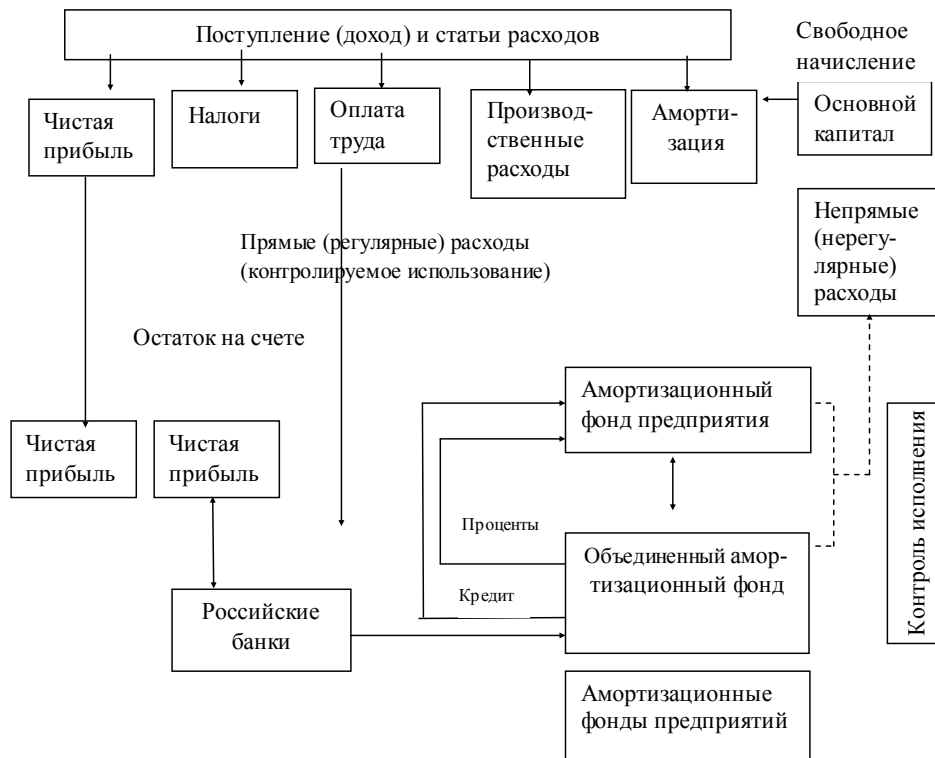 Поступление (доход) и статьи расходов
Свободное
начисление
Чистая
прибыль
Налоги
Оплата
труда
Производ-
ственные
расходы
Аморти-
зация
Основной
капитал
Непрямые
(нерегу-
лярные)
расходы
Прямые (регулярные) расходы
(контролируемое использование)
Остаток на счете
Амортизационный
фонд предприятия
Чистая
прибыль
Чистая
прибыль
Проценты
Объединенный амор-
тизационный фонд
Кредит
Российские
банки
Контроль исполнения
Амортизационные
фонды предприятий